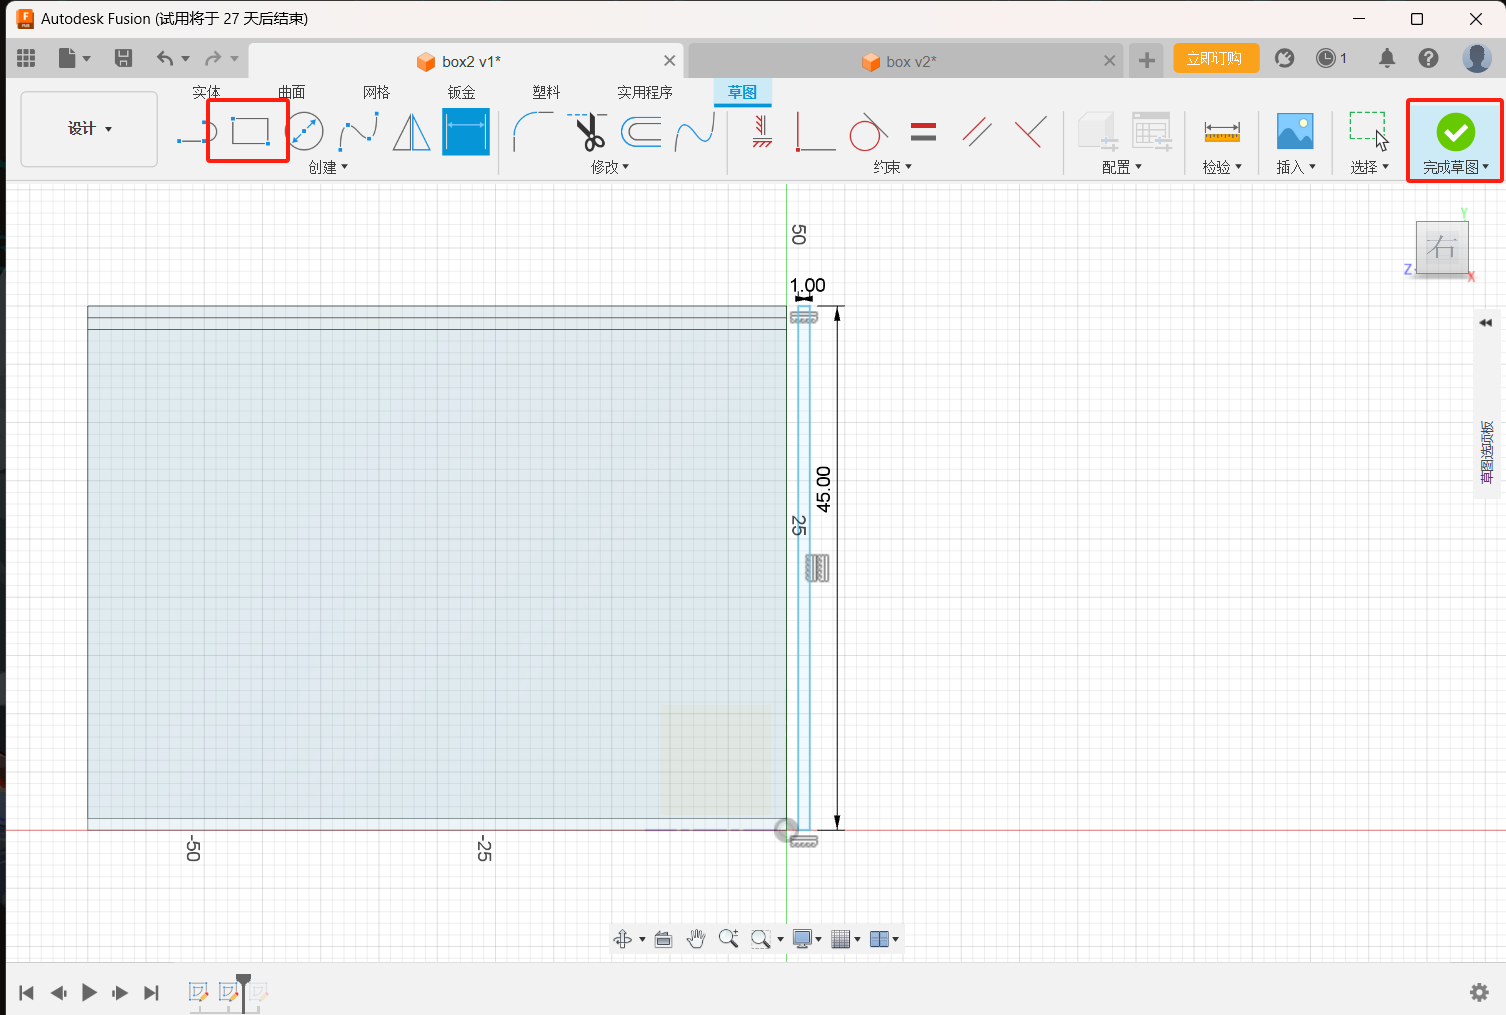 Autodesk Fusion (试用将于 27 天后结束)
box2 v1*
box v2*
立即订购
1
实体
曲面
网格
钣金
塑料
实用程序
草图
设计
创建
修改
约束
配置
检验
插入
选择
完成草图
50
1.00
45.00
25
-50
-25
Y
右
Z
X
草图选项板